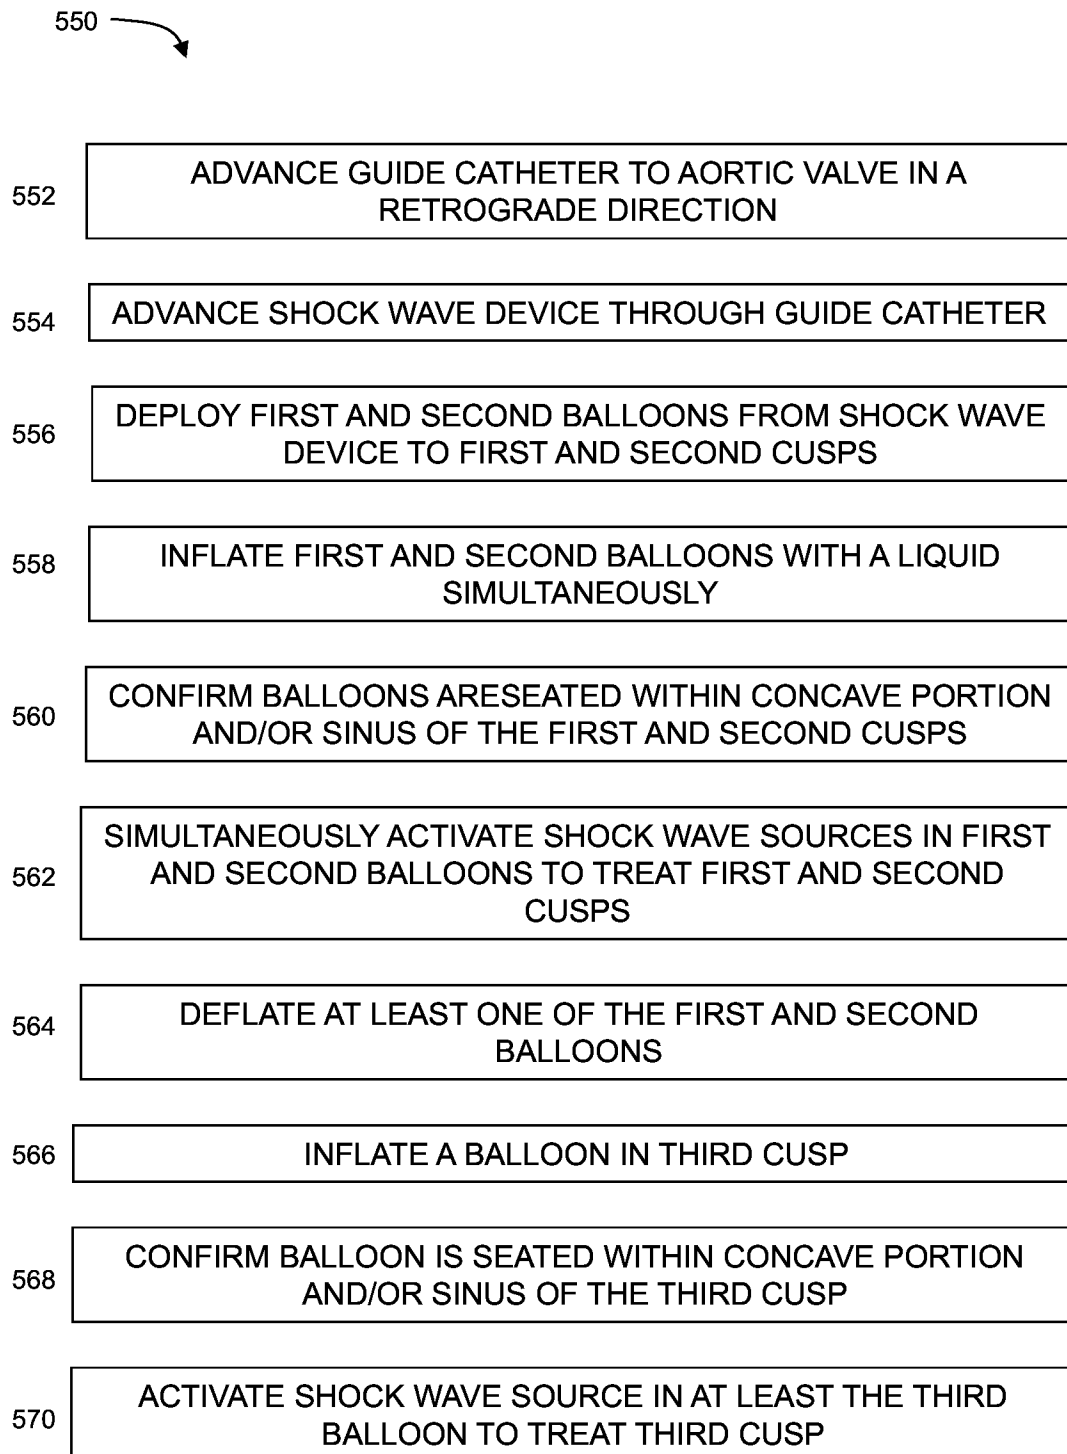 550
552
ADVANCE GUIDE CATHETER TO AORTIC VALVE IN A
RETROGRADE DIRECTION
554
ADVANCE SHOCK WAVE DEVICE THROUGH GUIDE CATHETER
556
DEPLOY FIRST AND SECOND BALLOONS FROM SHOCK WAVE
DEVICE TO FIRST AND SECOND CUSPS
558
INFLATE FIRST AND SECOND BALLOONS WITH A LIQUID
SIMULTANEOUSLY
560
CONFIRM BALLOONS ARESEATED WITHIN CONCAVE PORTION
AND/OR SINUS OF THE FIRST AND SECOND CUSPS
562
SIMULTANEOUSLY ACTIVATE SHOCK WAVE SOURCES IN FIRST
AND SECOND BALLOONS TO TREAT FIRST AND SECOND
CUSPS
564
DEFLATE AT LEAST ONE OF THE FIRST AND SECOND
BALLOONS
566
INFLATE A BALLOON IN THIRD CUSP
568
CONFIRM BALLOON IS SEATED WITHIN CONCAVE PORTION
AND/OR SINUS OF THE THIRD CUSP
570
ACTIVATE SHOCK WAVE SOURCE IN AT LEAST THE THIRD
BALLOON TO TREAT THIRD CUSP